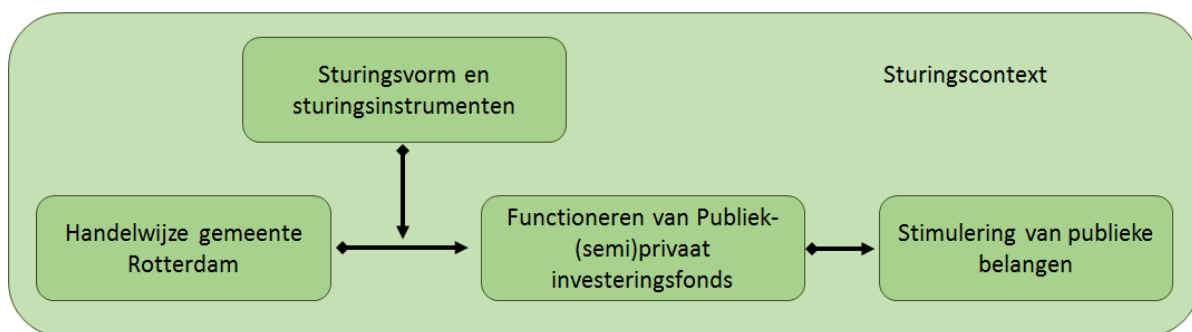 Sturingsvorm en
sturingsinstrumenten
Sturingscontext
Handelwijze gemeente
Rotterdam
Functioneren van Publiek-
(semi)privaat
investeringsfonds
Stimulering van publieke
belangen